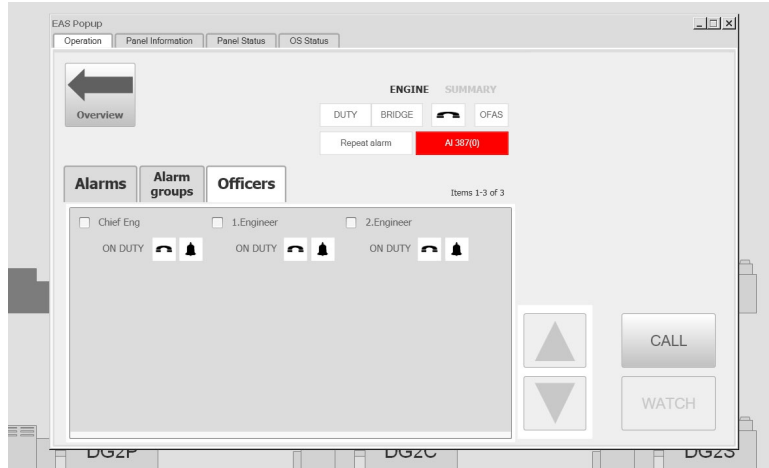 EAS Popup
Operation Panel Information Panel Status OS Status
ENGINE SUMMARY
Overview DUTY BRIDGE OFAS
Repeat alarm AI 387(0)
Alarms Alarm groups Officers Items 1-3 of 3
Chief Eng 1.Engineer 2.Engineer
ON DUTY ON DUTY ON DUTY
CALL
WATCH
DG2P DG2C DG2S